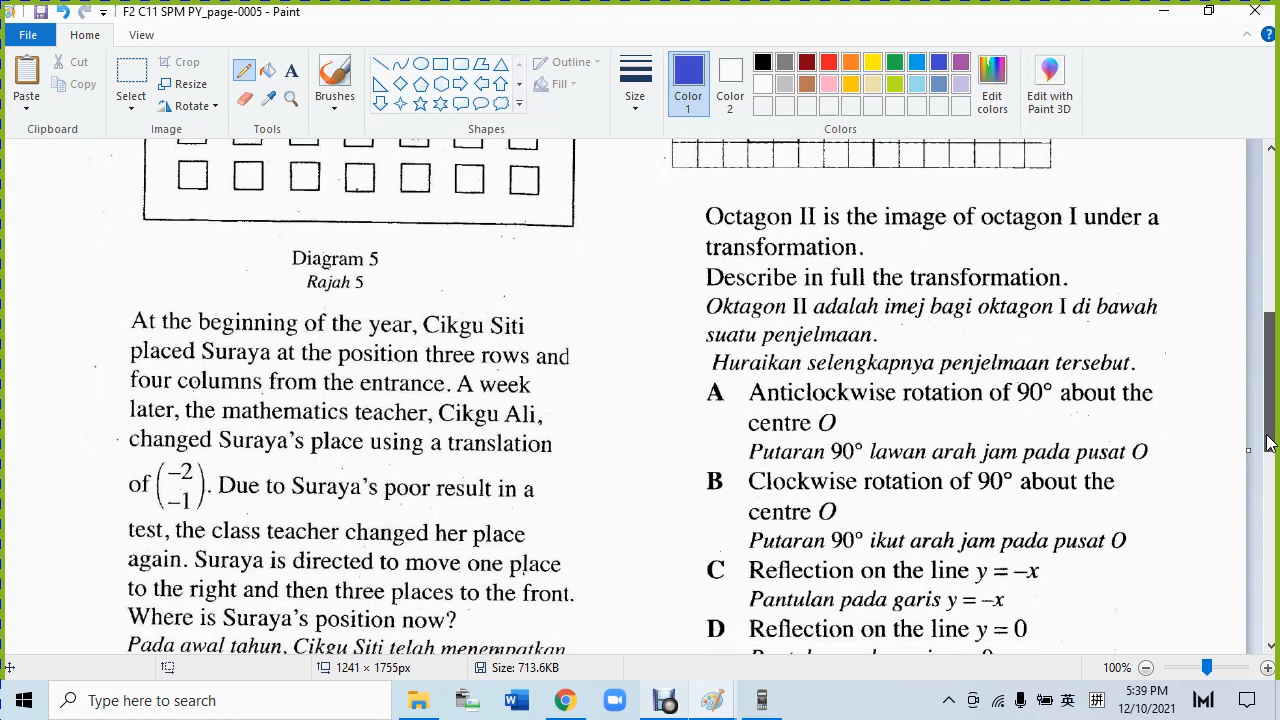 F2 C11 SPM PY_page-0005 - Paint
File
Home
View
Paste
Cut
Copy
Clipboard
Select
Crop
Resize
Rotate
Image
A
Tools
Brushes
Shapes
Outline
Fill
Size
Color
1
Color
2
Edit
colors
Colors
Edit with
Paint 3D
Diagram 5
Rajah 5
At the beginning of the year, Cikgu Siti
placed Suraya at the position three rows and
four columns from the entrance. A week
later, the mathematics teacher, Cikgu Ali,
changed Suraya's place using a translation
of (–2
–1). Due to Suraya's poor result in a
test, the class teacher changed her place
again. Suraya is directed to move one place
to the right and then three places to the front.
Where is Suraya's position now?
Pada awal tahun, Cikgu Siti telah menempatkan
Octagon II is the image of octagon I under a
transformation.
Describe in full the transformation.
Oktagon II adalah imej bagi oktagon I di bawah
suatu penjelmaan.
Huraikan selengkapnya penjelmaan tersebut.
A Anticlockwise rotation of 90° about the
centre O
Putaran 90° lawan arah jam pada pusat O
B Clockwise rotation of 90° about the
centre O
Putaran 90° ikut arah jam pada pusat O
C Reflection on the line y = –x
Pantulan pada garis y = –x
D Reflection on the line y = 0
1241 × 1755px
Size: 713.6KB
100%
Type here to search
英
拼
5:39 PM
12/10/2021